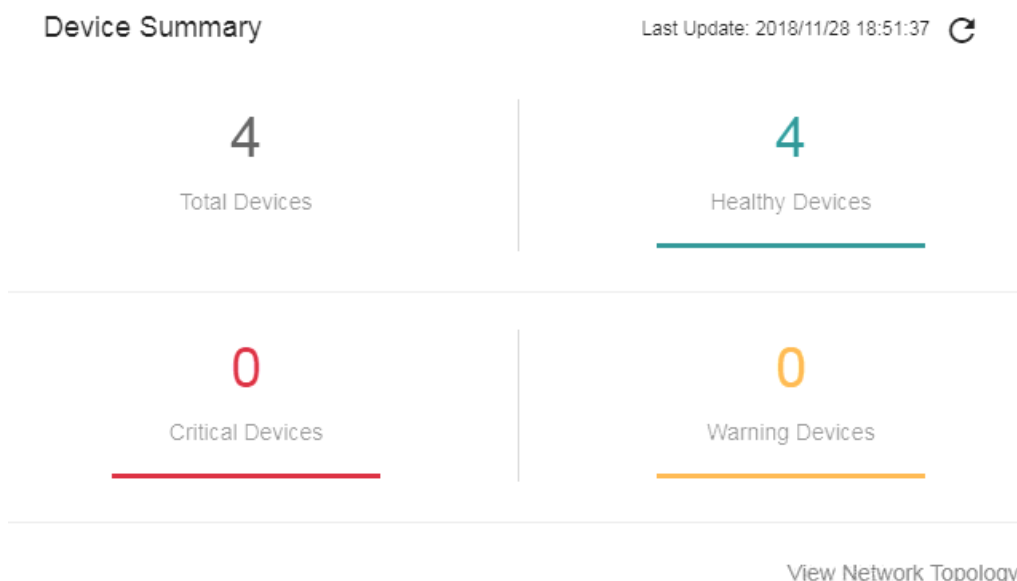 Device Summary
Last Update: 2018/11/28 18:51:37
4
Total Devices
4
Healthy Devices
0
Critical Devices
0
Warning Devices
View Network Topology